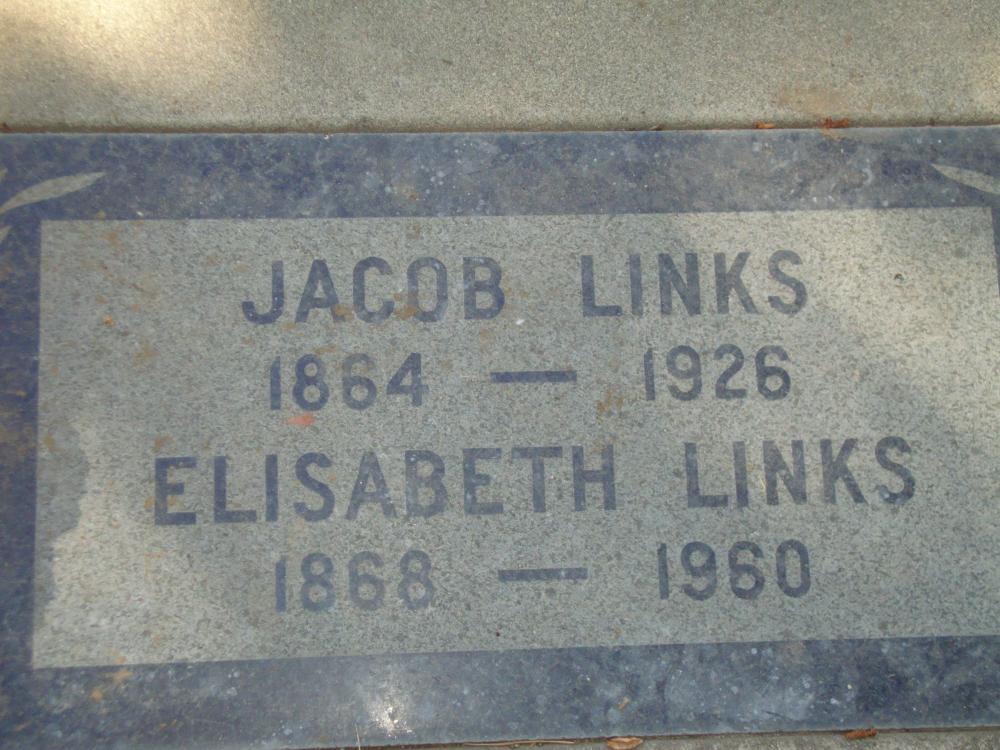 JACOB LINKS
1864 — 1926
ELISABETH LINKS
1868 — 1960